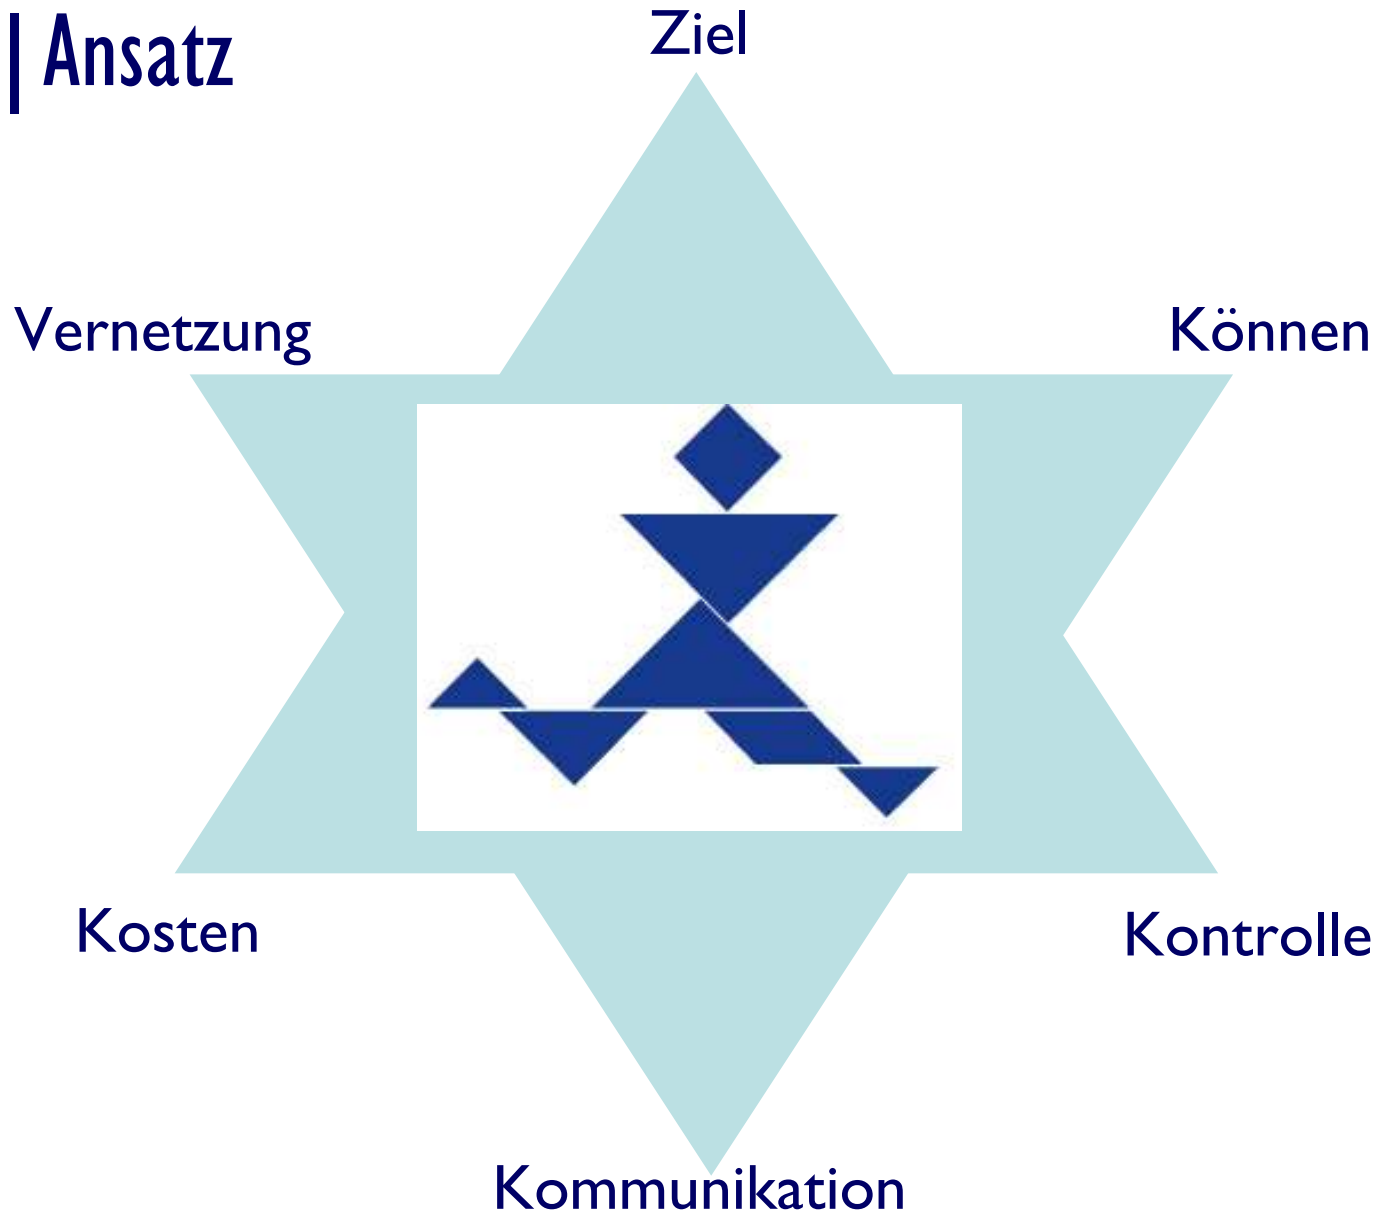 Ansatz
Ziel
Vernetzung
Können
Kosten
Kontrolle
Kommunikation